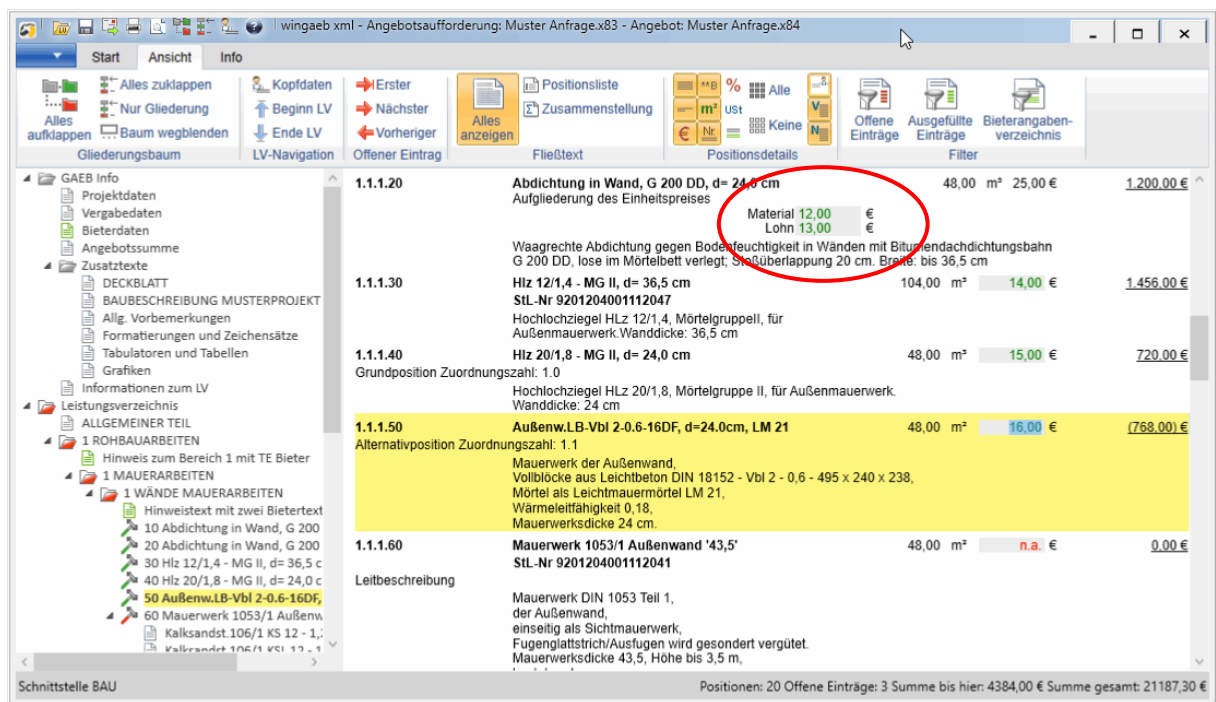 wingaeb xml - Angebotsaufforderung: Muster Anfrage.x83 - Angebot: Muster Anfrage.x84
Start Ansicht Info
Alles aufklappen
Alles zuklappen
Nur Gliederung
Baum wegblenden
Gliederungsbaum
Kopfdaten
Beginn LV
Ende LV
LV-Navigation
Erster
Nächster
Vorheriger
Offener Eintrag
Alles anzeigen
Positionsliste
Zusammenstellung
Fließtext
**B % Alle
m² USt
€ Nr. = Keine
V
N
Positionsdetails
Offene Einträge
Ausgefüllte Einträge
Bieterangaben-
verzeichnis
Filter
GAEB Info
Projektdaten
Vergabedaten
Bieterdaten
Angebotssumme
Zusatztexte
DECKBLATT
BAUBESCHREIBUNG MUSTERPROJEKT
Allg. Vorbemerkungen
Formatierungen und Zeichensätze
Tabulatoren und Tabellen
Grafiken
Informationen zum LV
Leistungsverzeichnis
ALLGEMEINER TEIL
1 ROHBAUARBEITEN
Hinweis zum Bereich 1 mit TE Bieter
1 MAUERARBEITEN
1 WÄNDE MAUERARBEITEN
Hinweistext mit zwei Bietertext
10 Abdichtung in Wand, G 200
20 Abdichtung in Wand, G 200
30 Hlz 12/1,4 - MG II, d= 36,5 c
40 Hlz 20/1,8 - MG II, d= 24,0 c
50 Außenw.LB-Vbl 2-0.6-16DF,
60 Mauerwerk 1053/1 Außenw
Kalksandst.106/1 KS 12 - 1,
1.1.1.20 Abdichtung in Wand, G 200 DD, d= 24,0 cm 48,00 m² 25,00 € 1.200,00 €
Aufgliederung des Einheitspreises
Material 12,00 €
Lohn 13,00 €
Waagrechte Abdichtung gegen Bodenfeuchtigkeit in Wänden mit Bitumendachdichtungsbahn
G 200 DD, lose im Mörtelbett verlegt; Stoßüberlappung 20 cm. Breite: bis 36,5 cm
1.1.1.30 Hlz 12/1,4 - MG II, d= 36,5 cm 104,00 m² 14,00 € 1.456,00 €
StL-Nr 9201204001112047
Hochlochziegel HLz 12/1,4, MörtelgruppeII, für
Außenmauerwerk.Wanddicke: 36,5 cm
1.1.1.40 Hlz 20/1,8 - MG II, d= 24,0 cm 48,00 m² 15,00 € 720,00 €
Grundposition Zuordnungszahl: 1.0
Hochlochziegel HLz 20/1,8, Mörtelgruppe II, für Außenmauerwerk.
Wanddicke: 24 cm
1.1.1.50 Außenw.LB-Vbl 2-0.6-16DF, d=24.0cm, LM 21 48,00 m² 16,00 € (768,00) €
Alternativposition Zuordnungszahl: 1.1
Mauerwerk der Außenwand,
Vollblöcke aus Leichtbeton DIN 18152 - Vbl 2 - 0,6 - 495 x 240 x 238,
Mörtel als Leichtmauermörtel LM 21,
Wärmeleitfähigkeit 0,18,
Mauerwerksdicke 24 cm.
1.1.1.60 Mauerwerk 1053/1 Außenwand '43,5' 48,00 m² n.a. € 0,00 €
StL-Nr 9201204001112041
Leitbeschreibung
Mauerwerk DIN 1053 Teil 1,
der Außenwand,
einseitig als Sichtmauerwerk,
Fugenglattstrich/Ausfugen wird gesondert vergütet.
Mauerwerksdicke 43,5, Höhe bis 3,5 m,
Schnittstelle BAU
Positionen: 20 Offene Einträge: 3 Summe bis hier: 4384,00 € Summe gesamt: 21187,30 €